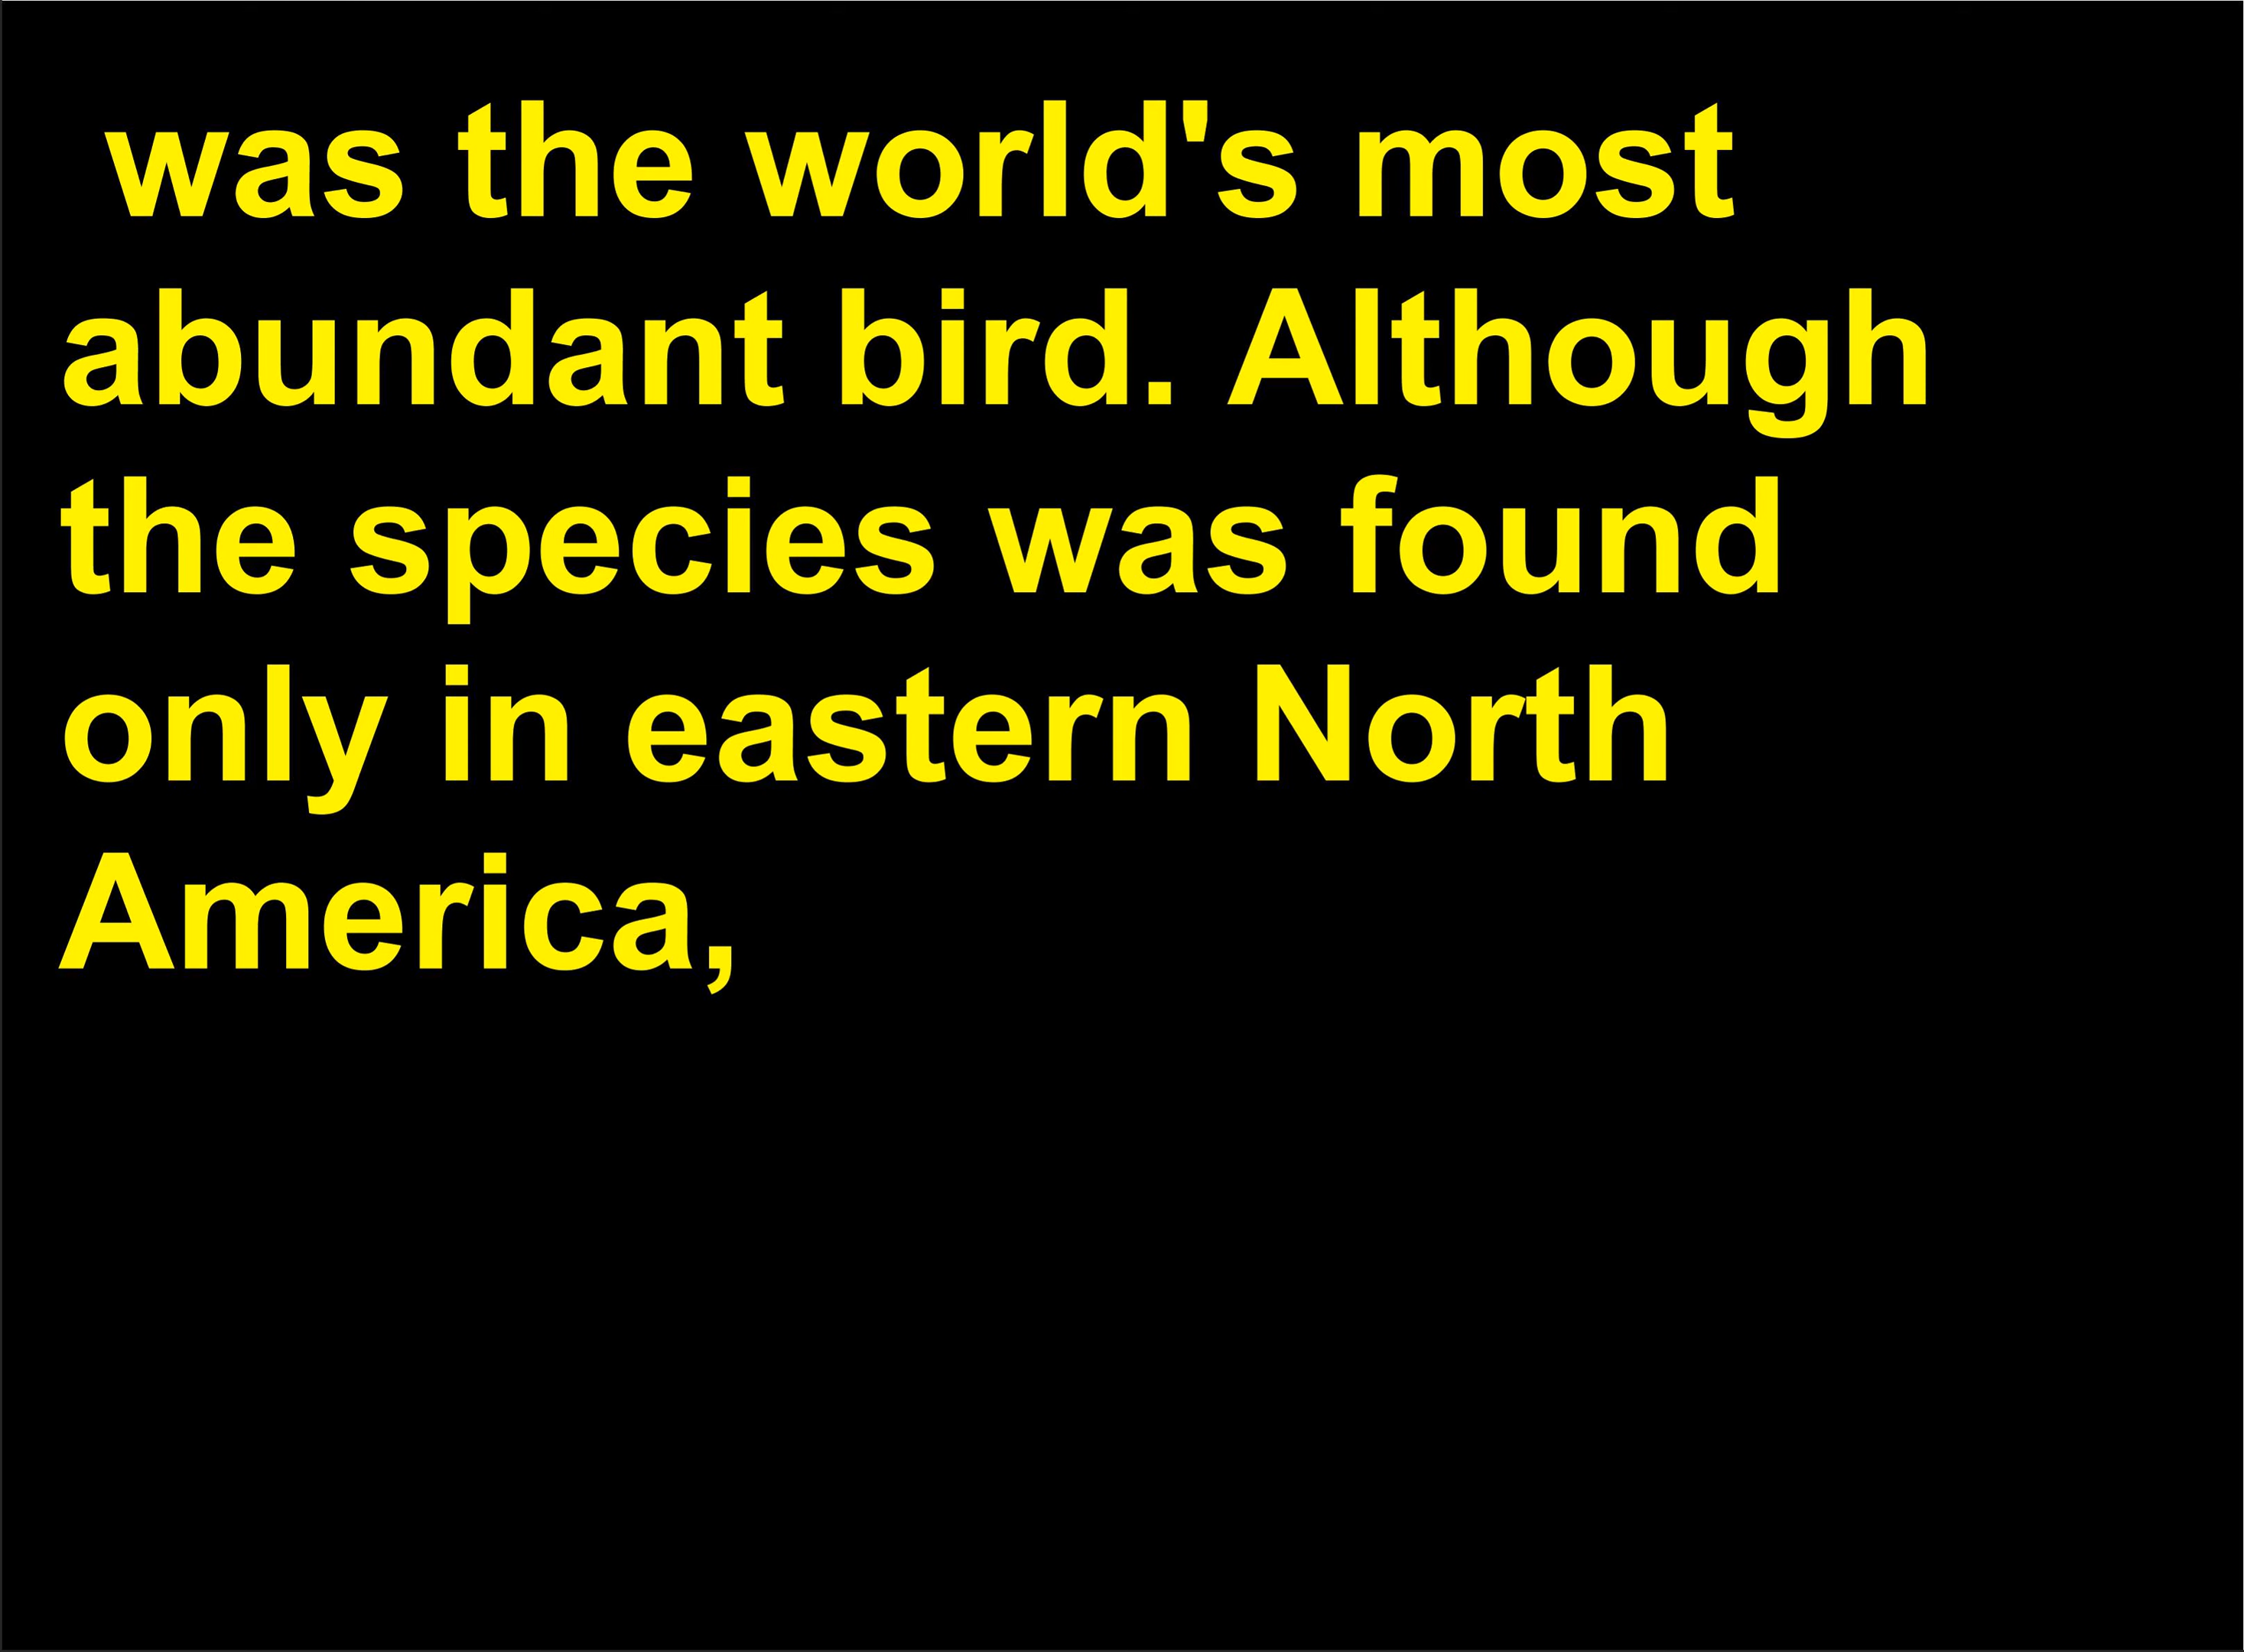 was the world's most
abundant bird. Although
the species was found
only in eastern North
America,